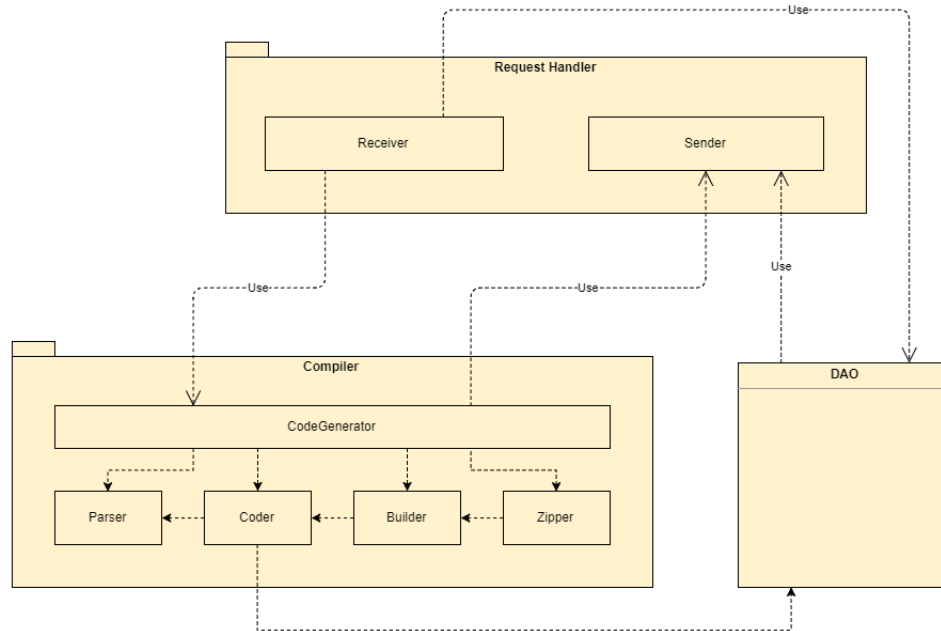 Use
Request Handler
Receiver
Sender
Use
Use
Use
Compiler
DAO
CodeGenerator
Parser
Coder
Builder
Zipper